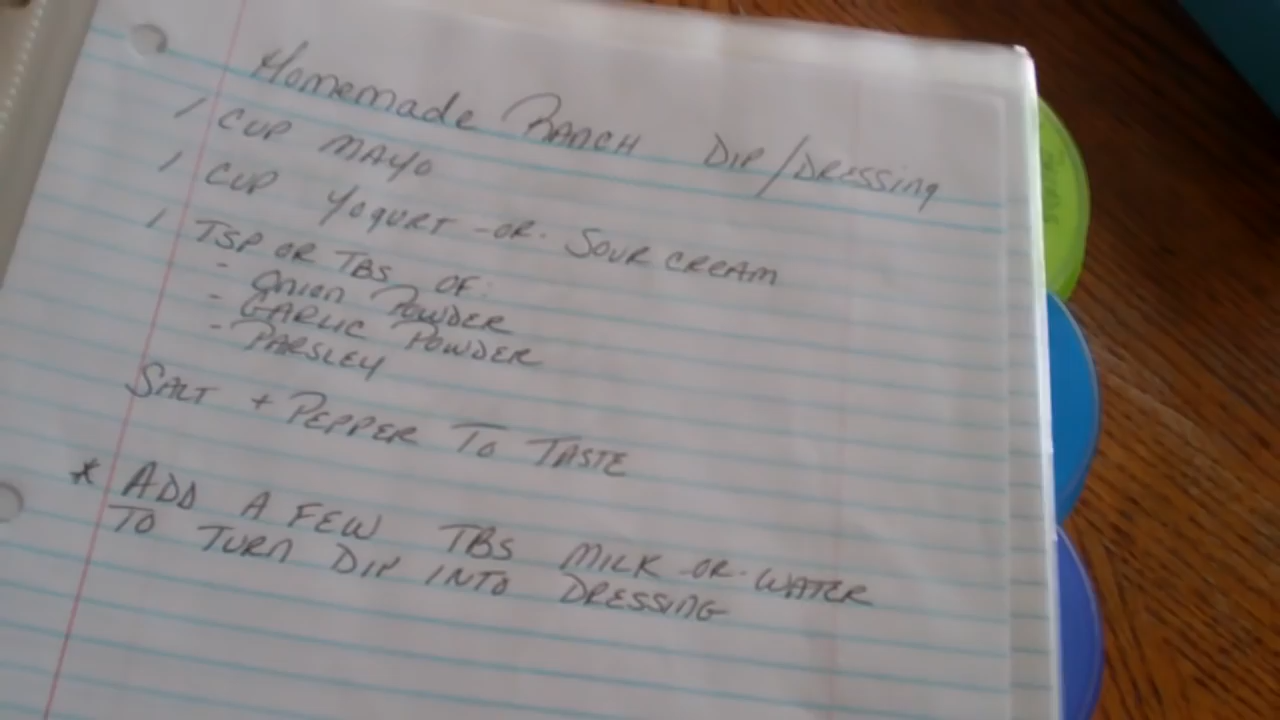 Homemade Ranch Dip/Dressing
1 CUP MAYO
1 CUP YOGURT -OR- SOUR CREAM
1 TSP OR TBS OF:
- Onion POWDER
- GARLIC POWDER
- PARSLEY
SALT + PEPPER TO TASTE
* ADD A FEW TBS MILK -OR- WATER
TO TURN DIP INTO DRESSING